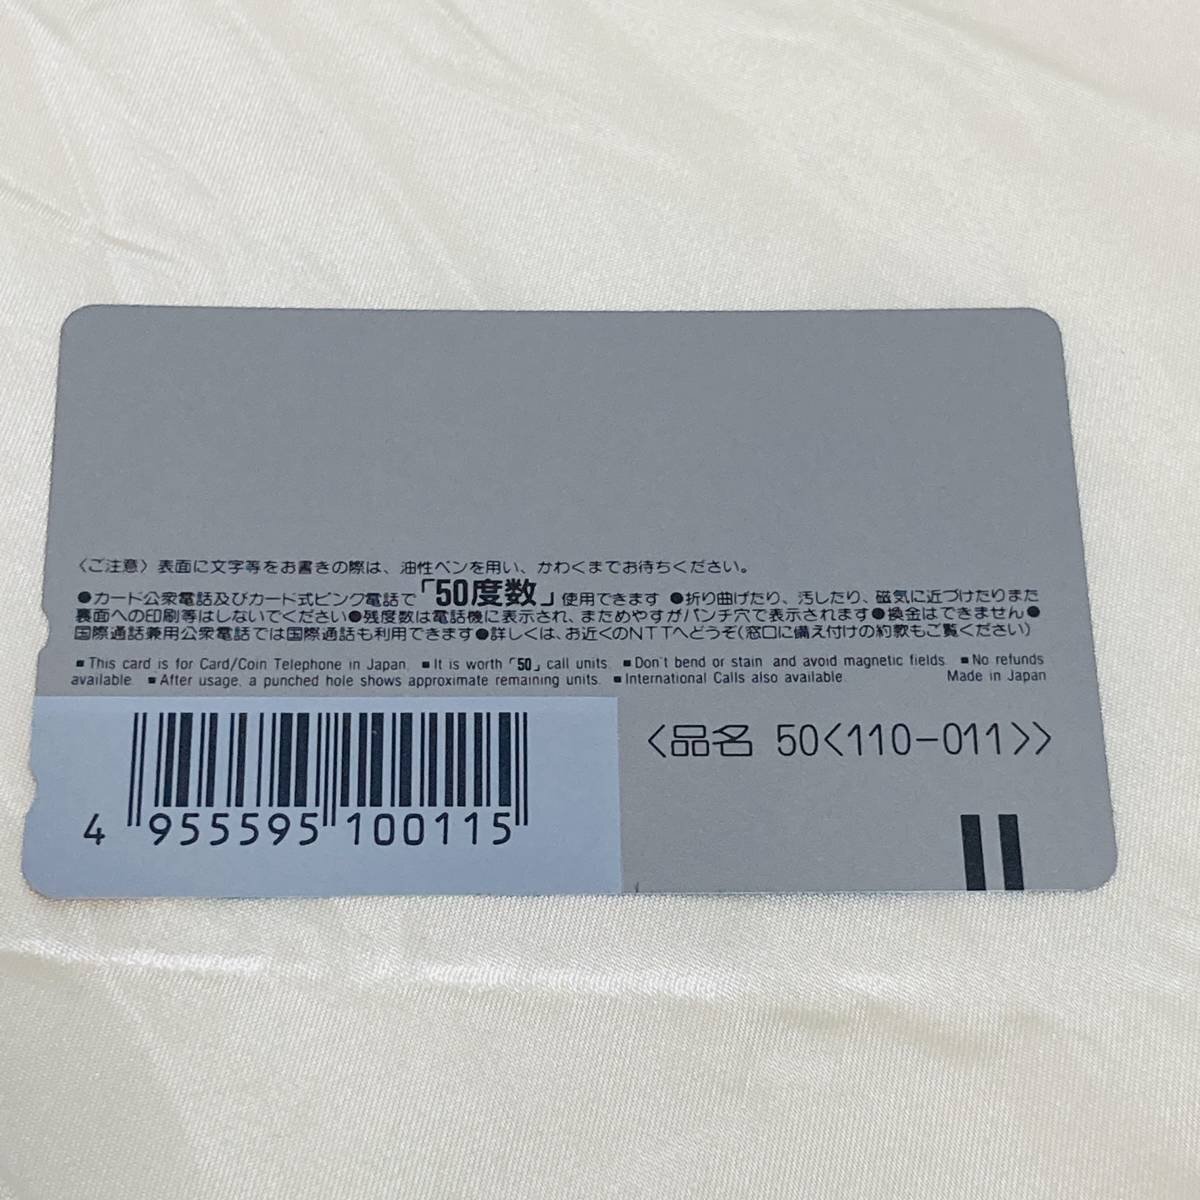 〈ご注意〉表面に文字等をお書きの際は、油性ペンを用い、かわくまでお待ちください。
●カード公衆電話及びカード式ピンク電話で「50度数」使用できます ●折り曲げたり、汚したり、磁気に近づけたりまた
裏面への印刷等はしないでください●残度数は電話機に表示され、まためやすがパンチ穴で表示されます●換金はできません●
国際通話兼用公衆電話では国際通話も利用できます●詳しくは、お近くのNTTへどうぞ(窓口に備え付けの約款もご覧ください)
■This card is for Card/Coin Telephone in Japan. ■It is worth「50」call units. ■Don't bend or stain and avoid magnetic fields. ■No refunds
available. ■After usage, a punched hole shows approximate remaining units. ■International Calls also available. Made in Japan
〈品名 50〈110-011〉〉
4 955595 100115